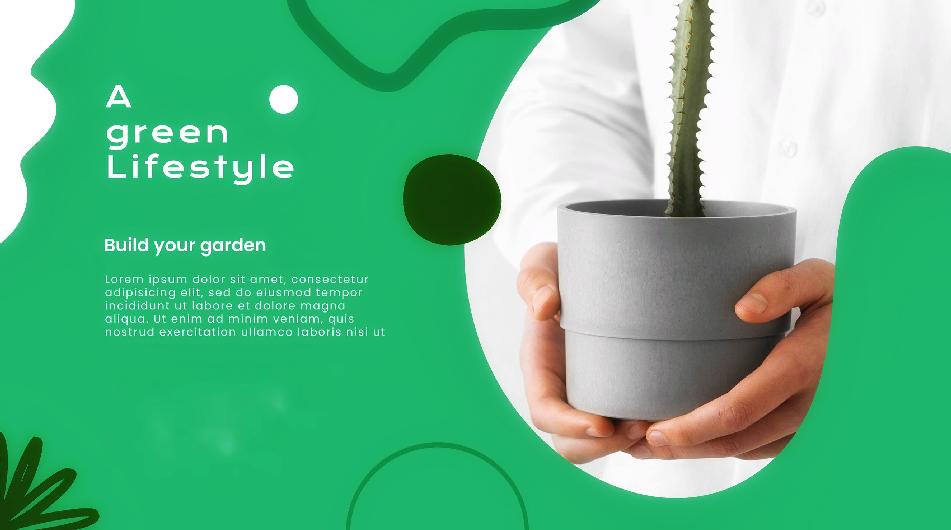 A
green
Lifestyle
Build your garden
Lorem ipsum dolor sit amet, consectetur
adipisicing elit, sed do eiusmod tempor
incididunt ut labore et dolore magna
aliqua. Ut enim ad minim veniam, quis
nostrud exercitation ullamco laboris nisi ut